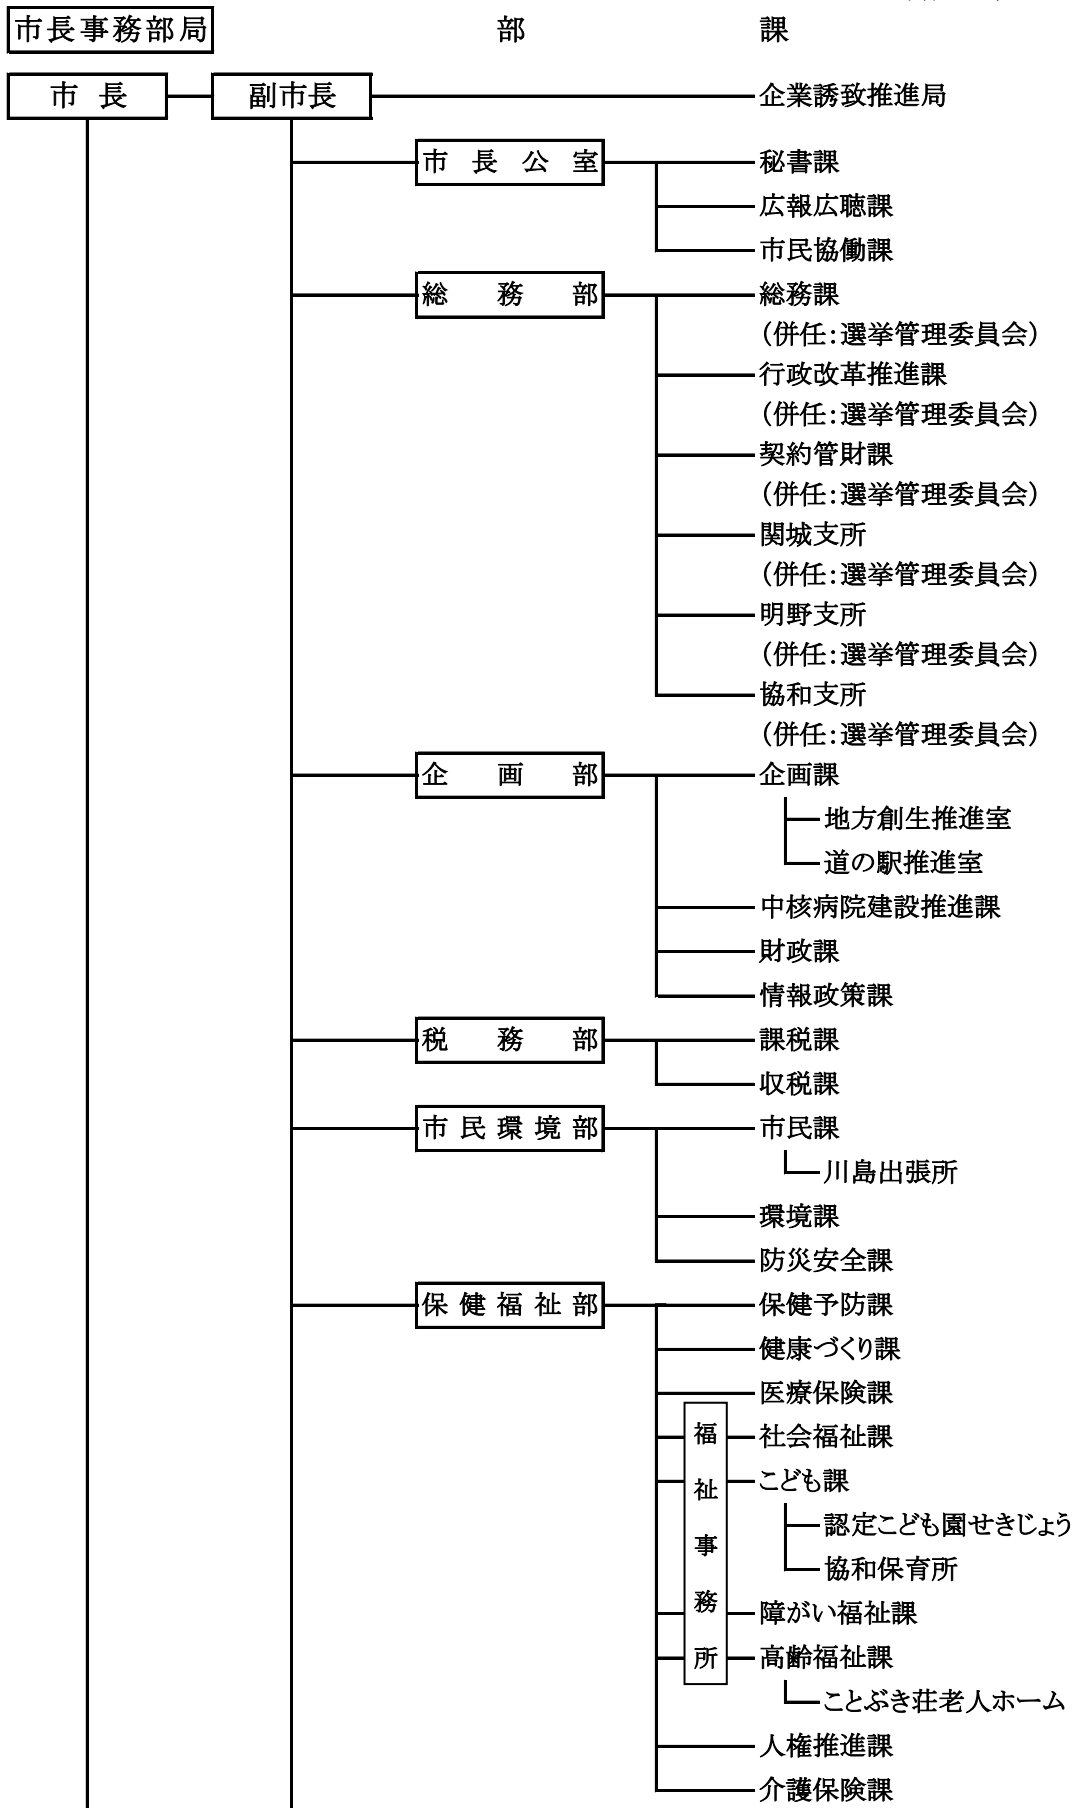 市長事務部局 部 課
市長 副市長 企業誘致推進局
市長公室 秘書課
広報広聴課
市民協働課
総務部 総務課
（併任：選挙管理委員会）
行政改革推進課
（併任：選挙管理委員会）
契約管財課
（併任：選挙管理委員会）
関城支所
（併任：選挙管理委員会）
明野支所
（併任：選挙管理委員会）
協和支所
（併任：選挙管理委員会）
企画部 企画課
地方創生推進室
道の駅推進室
中核病院建設推進課
財政課
情報政策課
税務部 課税課
収税課
市民環境部 市民課
川島出張所
環境課
防災安全課
保健福祉部 保健予防課
健康づくり課
医療保険課
福祉事務所
社会福祉課
こども課
認定こども園せきじょう
協和保育所
障がい福祉課
高齢福祉課
ことぶき荘老人ホーム
人権推進課
介護保険課